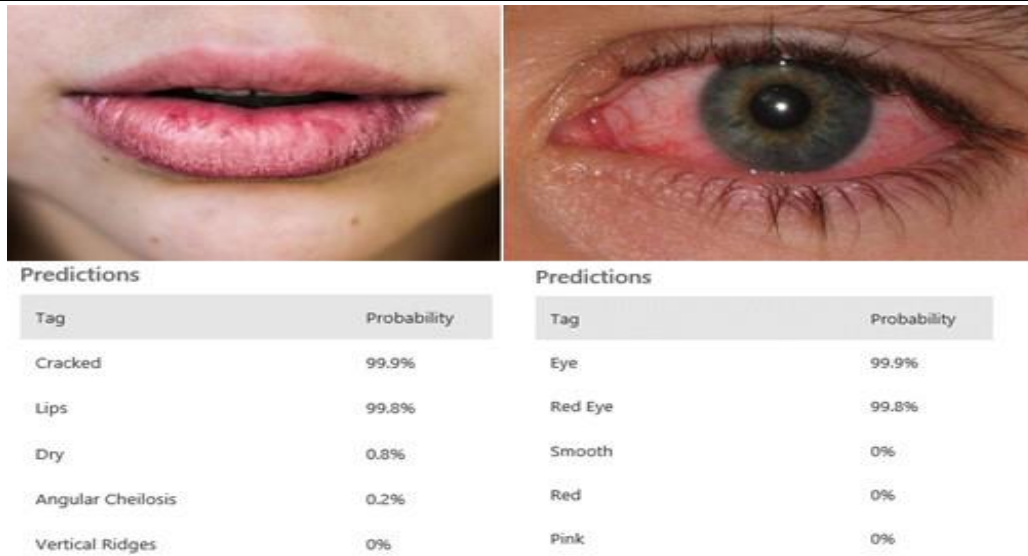 Predictions
Tag Probability
Cracked 99.9%
Lips 99.8%
Dry 0.8%
Angular Cheilosis 0.2%
Vertical Ridges 0%
Predictions
Tag Probability
Eye 99.9%
Red Eye 99.8%
Smooth 0%
Red 0%
Pink 0%